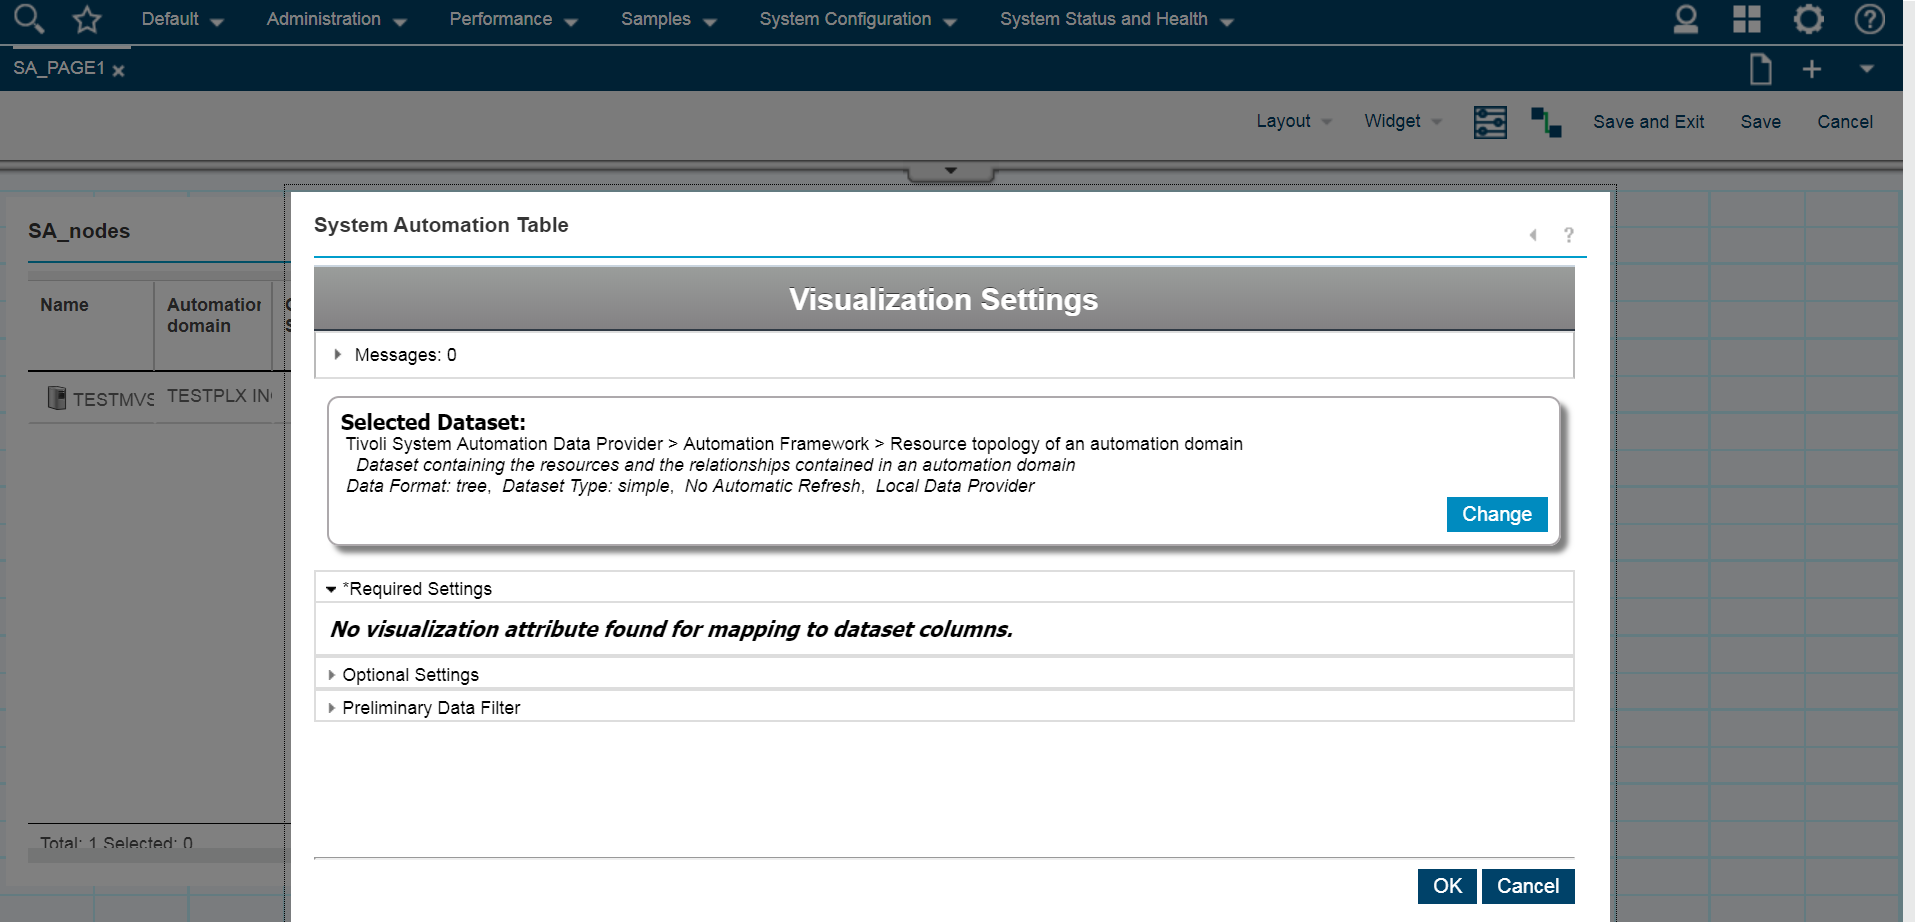 Default Administration Performance Samples System Configuration System Status and Health
SA_PAGE1
Layout Widget Save and Exit Save Cancel
SA_nodes
Name Automation domain
TESTMVS TESTPLX IN
Total: 1 Selected: 0
System Automation Table
?
Visualization Settings
Messages: 0
Selected Dataset:
Tivoli System Automation Data Provider > Automation Framework > Resource topology of an automation domain
Dataset containing the resources and the relationships contained in an automation domain
Data Format: tree, Dataset Type: simple, No Automatic Refresh, Local Data Provider
Change
*Required Settings
No visualization attribute found for mapping to dataset columns.
Optional Settings
Preliminary Data Filter
OK Cancel